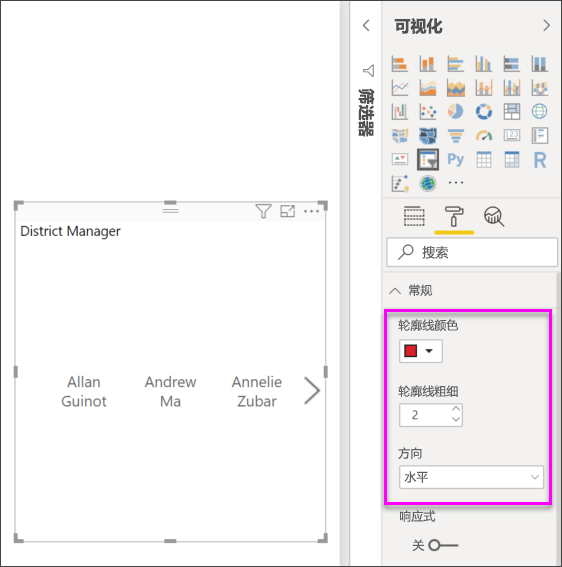 可视化
筛选器
123
Py
R
District Manager
Allan
Guinot
Andrew
Ma
Annelie
Zubar
搜索
常规
轮廓线颜色
轮廓线粗细
2
方向
水平
响应式
关